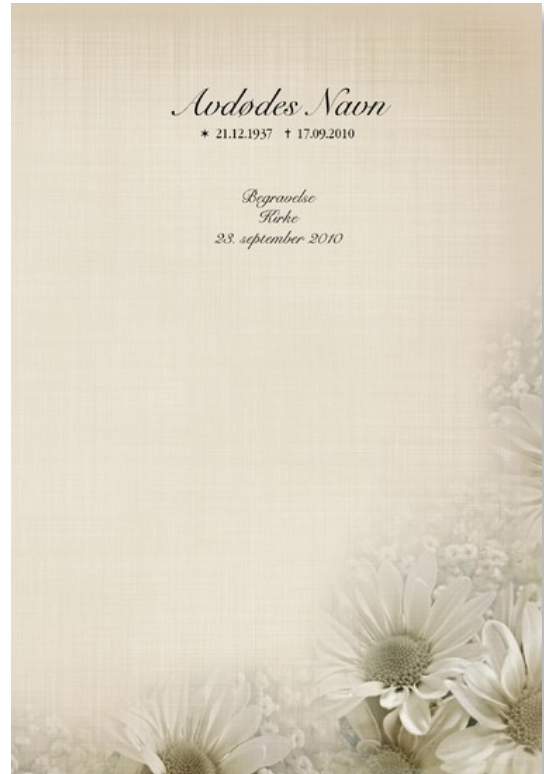 Avdødes Navn
✶ 21.12.1937 † 17.09.2010
Begravelse
Kirke
23. september 2010